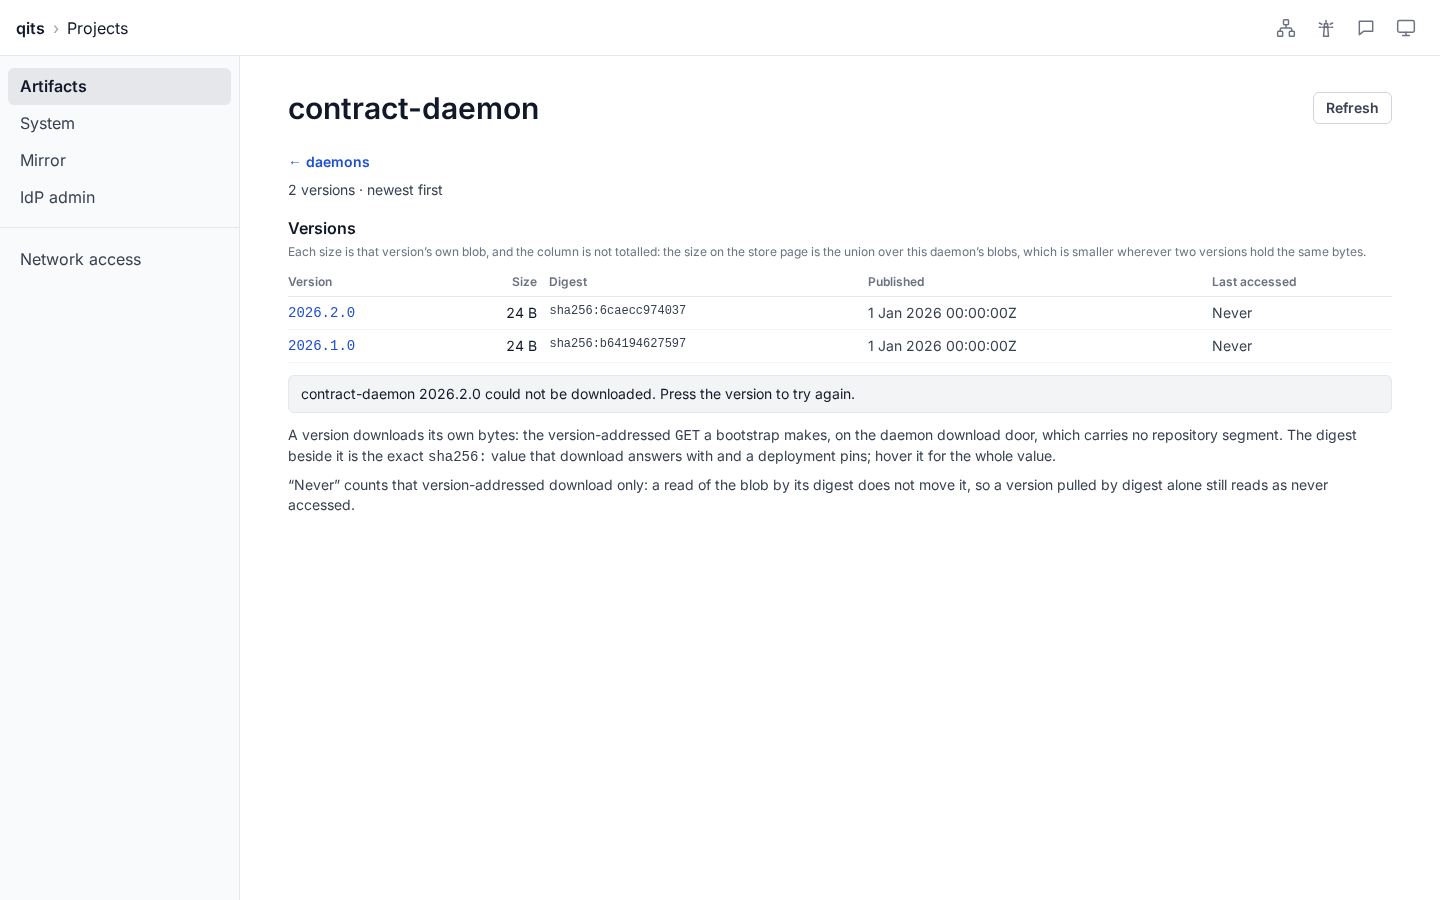 qits › Projects
Artifacts
System
Mirror
IdP admin
Network access
contract-daemon
Refresh
← daemons
2 versions · newest first
Versions
Each size is that version’s own blob, and the column is not totalled: the size on the store page is the union over this daemon’s blobs, which is smaller wherever two versions hold the same bytes.
Version Size Digest Published Last accessed
2026.2.0 24 B sha256:6caecc974037 1 Jan 2026 00:00:00Z Never
2026.1.0 24 B sha256:b64194627597 1 Jan 2026 00:00:00Z Never
contract-daemon 2026.2.0 could not be downloaded. Press the version to try again.
A version downloads its own bytes: the version-addressed GET a bootstrap makes, on the daemon download door, which carries no repository segment. The digest
beside it is the exact sha256: value that download answers with and a deployment pins; hover it for the whole value.
“Never” counts that version-addressed download only: a read of the blob by its digest does not move it, so a version pulled by digest alone still reads as never
accessed.